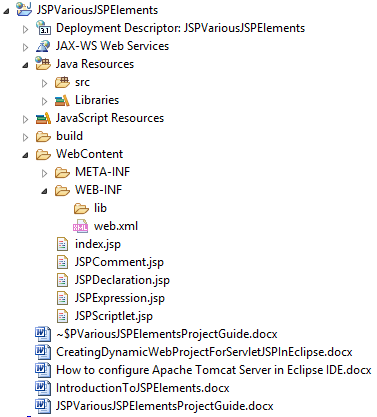 JSPVariousJSPElements
3.1 Deployment Descriptor: JSPVariousJSPElements
JAX-WS Web Services
Java Resources
src
Libraries
JavaScript Resources
build
WebContent
META-INF
WEB-INF
lib
web.xml
index.jsp
JSPComment.jsp
JSPDeclaration.jsp
JSPExpression.jsp
JSPScriptlet.jsp
~$PVariousJSPElementsProjectGuide.docx
CreatingDynamicWebProjectForServletJSPInEclipse.docx
How to configure Apache Tomcat Server in Eclipse IDE.docx
IntroductionToJSPElements.docx
JSPVariousJSPElementsProjectGuide.docx